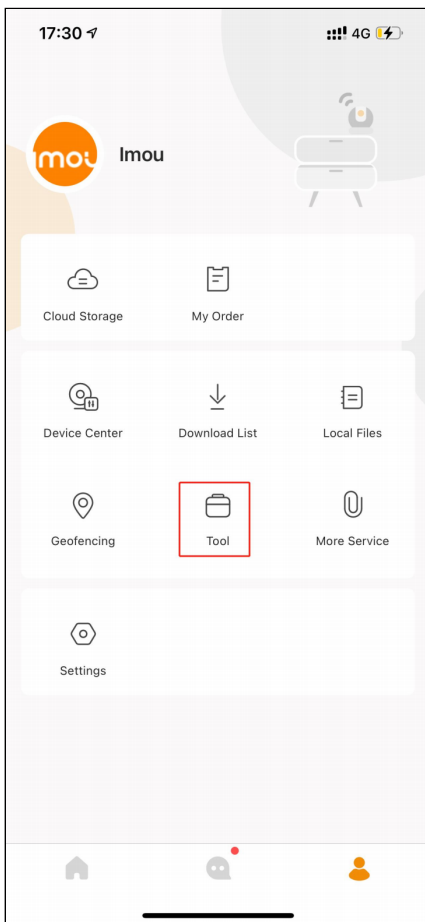 17:30 4G
imou
Imou
Cloud Storage My Order
Device Center Download List Local Files
Geofencing Tool More Service
Settings